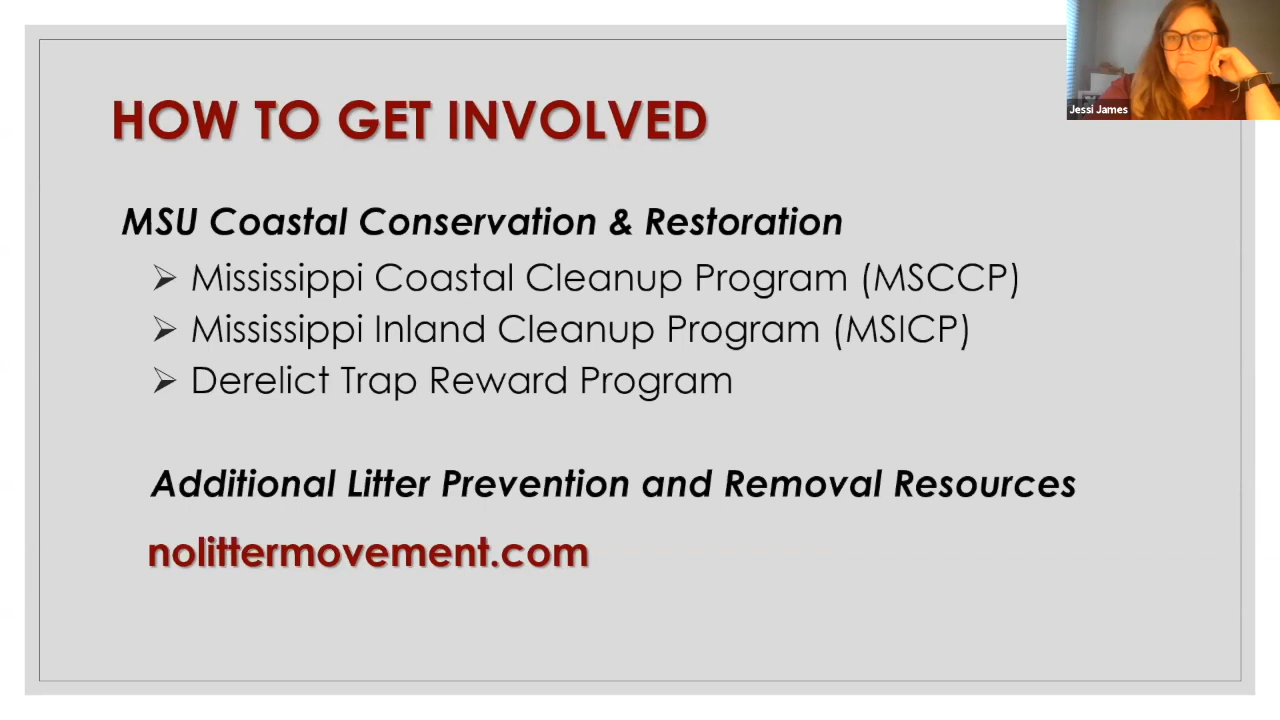 Jessi James
HOW TO GET INVOLVED
MSU Coastal Conservation & Restoration
➢ Mississippi Coastal Cleanup Program (MSCCP)
➢ Mississippi Inland Cleanup Program (MSICP)
➢ Derelict Trap Reward Program
Additional Litter Prevention and Removal Resources
nolittermovement.com